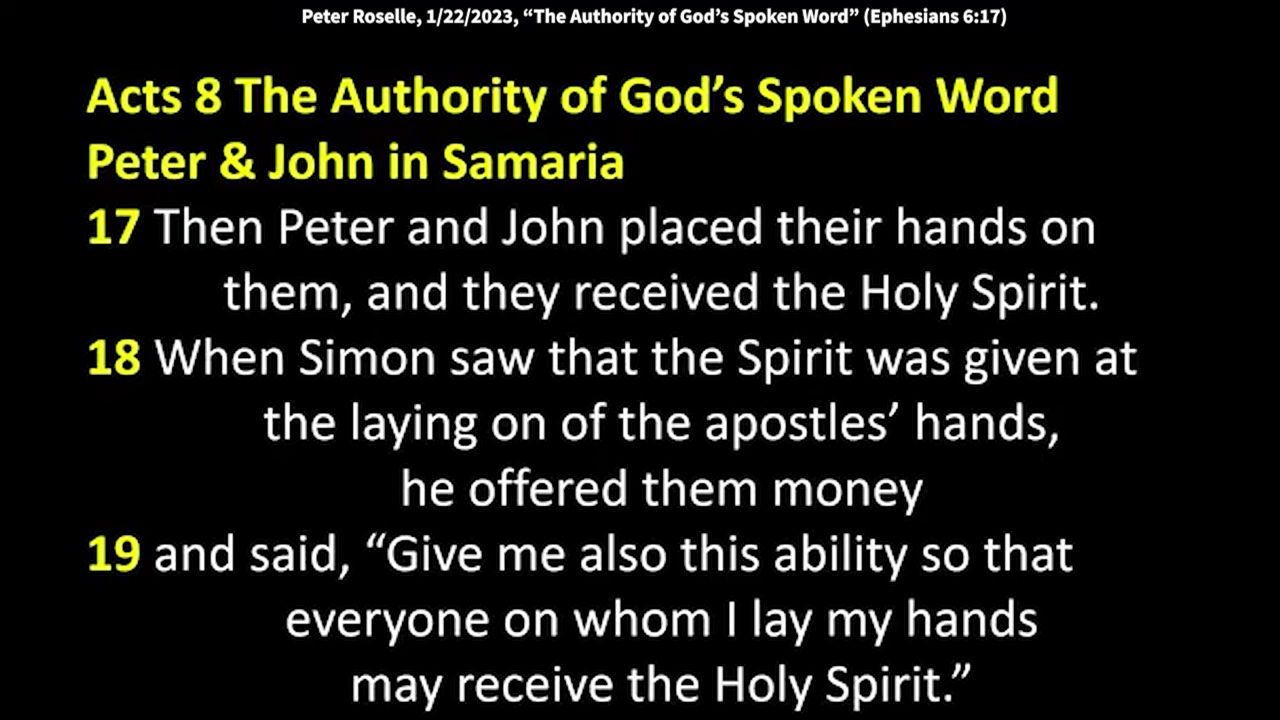 Peter Roselle, 1/22/2023, “The Authority of God’s Spoken Word” (Ephesians 6:17)
Acts 8 The Authority of God’s Spoken Word
Peter & John in Samaria
17 Then Peter and John placed their hands on
them, and they received the Holy Spirit.
18 When Simon saw that the Spirit was given at
the laying on of the apostles’ hands,
he offered them money
19 and said, “Give me also this ability so that
everyone on whom I lay my hands
may receive the Holy Spirit.”